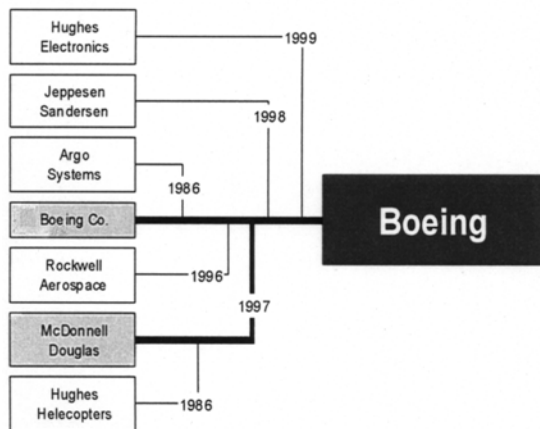 Hughes
Electronics
1999
Jeppesen
Sandersen
1998
Argo
Systems
1986
Boeing Co.
Boeing
Rockwell
Aerospace
1996
1997
McDonnell
Douglas
Hughes
Helecopters
1986